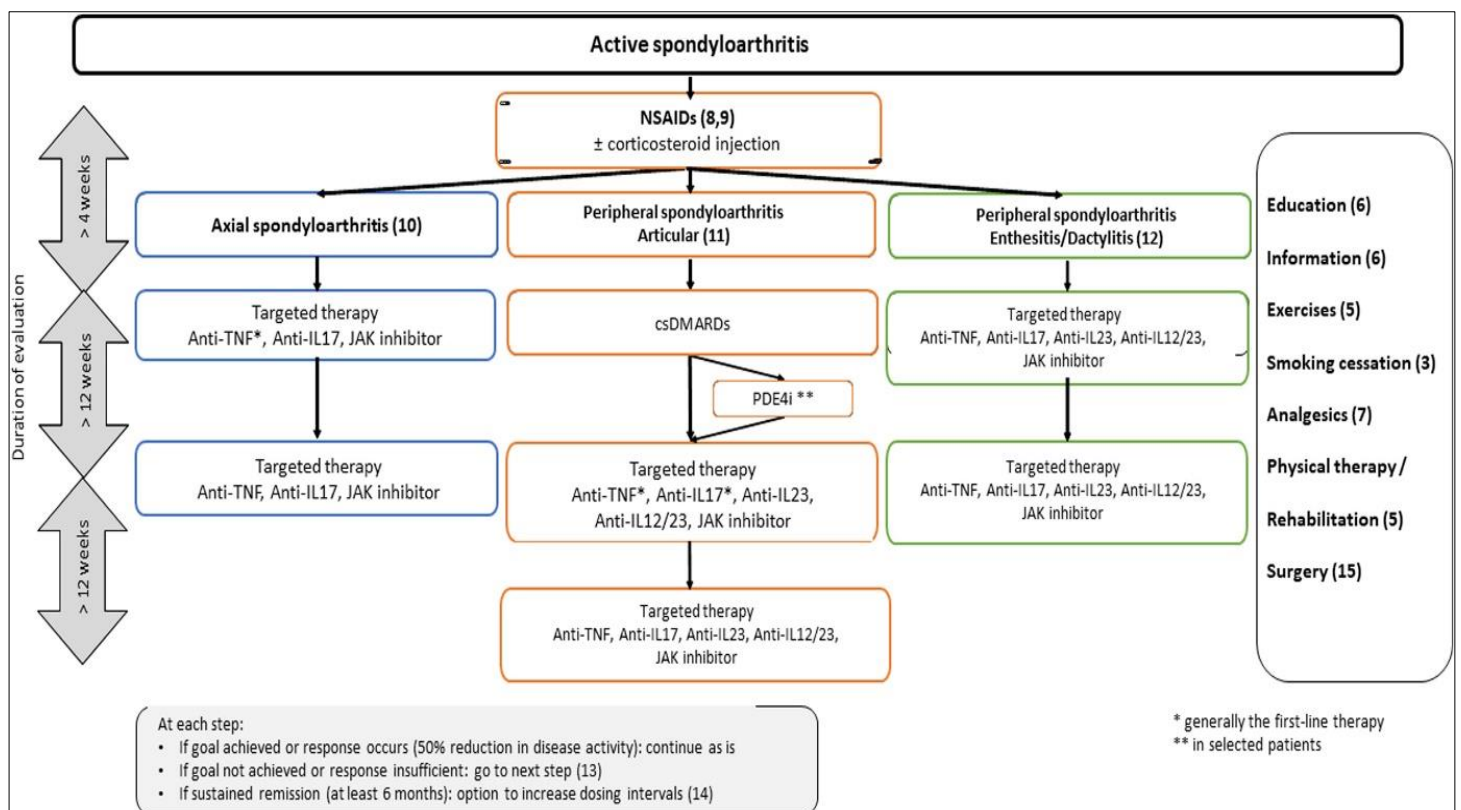 Active spondyloarthritis
NSAIDs (8,9)
± corticosteroid injection
Duration of evaluation
> 4 weeks
> 12 weeks
> 12 weeks
Axial spondyloarthritis (10)
Targeted therapy
Anti-TNF*, Anti-IL17, JAK inhibitor
Targeted therapy
Anti-TNF, Anti-IL17, JAK inhibitor
Peripheral spondyloarthritis
Articular (11)
csDMARDs
PDE4i **
Targeted therapy
Anti-TNF*, Anti-IL17*, Anti-IL23,
Anti-IL12/23, JAK inhibitor
Targeted therapy
Anti-TNF, Anti-IL17, Anti-IL23, Anti-IL12/23,
JAK inhibitor
Peripheral spondyloarthritis
Enthesitis/Dactylitis (12)
Targeted therapy
Anti-TNF, Anti-IL17, Anti-IL23, Anti-IL12/23,
JAK inhibitor
Targeted therapy
Anti-TNF, Anti-IL17, Anti-IL23, Anti-IL12/23,
JAK inhibitor
Education (6)
Information (6)
Exercises (5)
Smoking cessation (3)
Analgesics (7)
Physical therapy /
Rehabilitation (5)
Surgery (15)
At each step:
• If goal achieved or response occurs (50% reduction in disease activity): continue as is
• If goal not achieved or response insufficient: go to next step (13)
• If sustained remission (at least 6 months): option to increase dosing intervals (14)
* generally the first-line therapy
** in selected patients